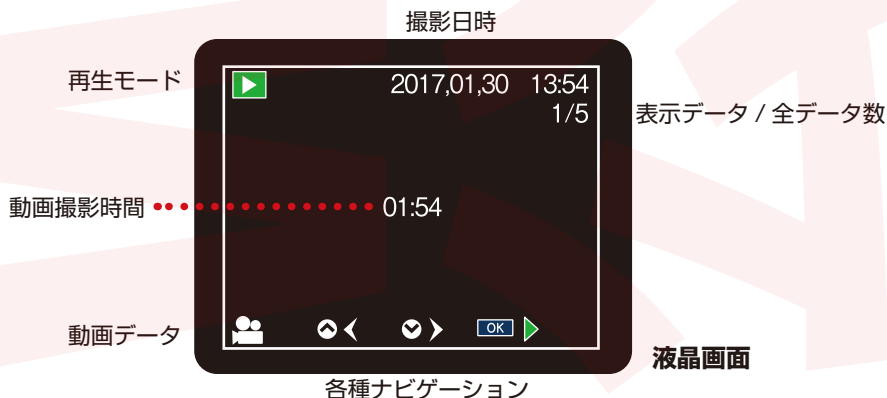 撮影日時
再生モード
2017,01,30 13:54
1/5
表示データ / 全データ数
動画撮影時間
01:54
動画データ
OK
液晶画面
各種ナビゲーション